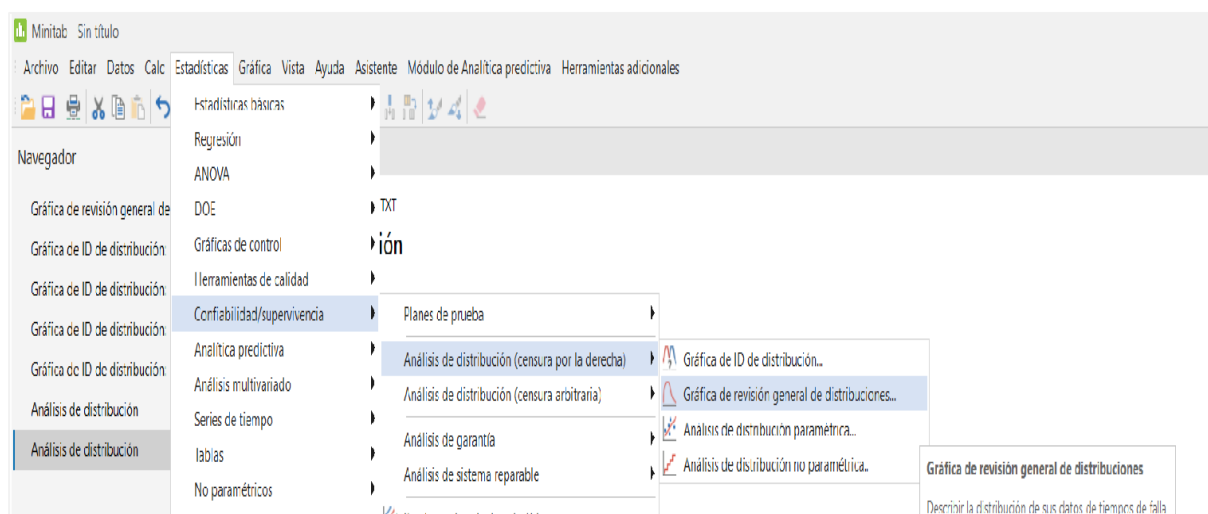 Minitab Sin título
Archivo Editar Datos Calc Estadísticas Gráfica Vista Ayuda Asistente Módulo de Analítica predictiva Herramientas adicionales
Navegador
Gráfica de revisión general de
Gráfica de ID de distribución:
Gráfica de ID de distribución:
Gráfica de ID de distribución:
Gráfica de ID de distribución:
Análisis de distribución
Análisis de distribución
Estadísticas básicas
Regresión
ANOVA
DOE
Gráficas de control
Herramientas de calidad
Confiabilidad/supervivencia
Analítica predictiva
Análisis multivariado
Series de tiempo
Tablas
No paramétricos
TXT
ión
Planes de prueba
Análisis de distribución (censura por la derecha)
Análisis de distribución (censura arbitraria)
Análisis de garantía
Análisis de sistema reparable
Gráfica de ID de distribución...
Gráfica de revisión general de distribuciones...
Análisis de distribución paramétrica...
Análisis de distribución no paramétrica..
Gráfica de revisión general de distribuciones
Describir la distribución de sus datos de tiempos de falla